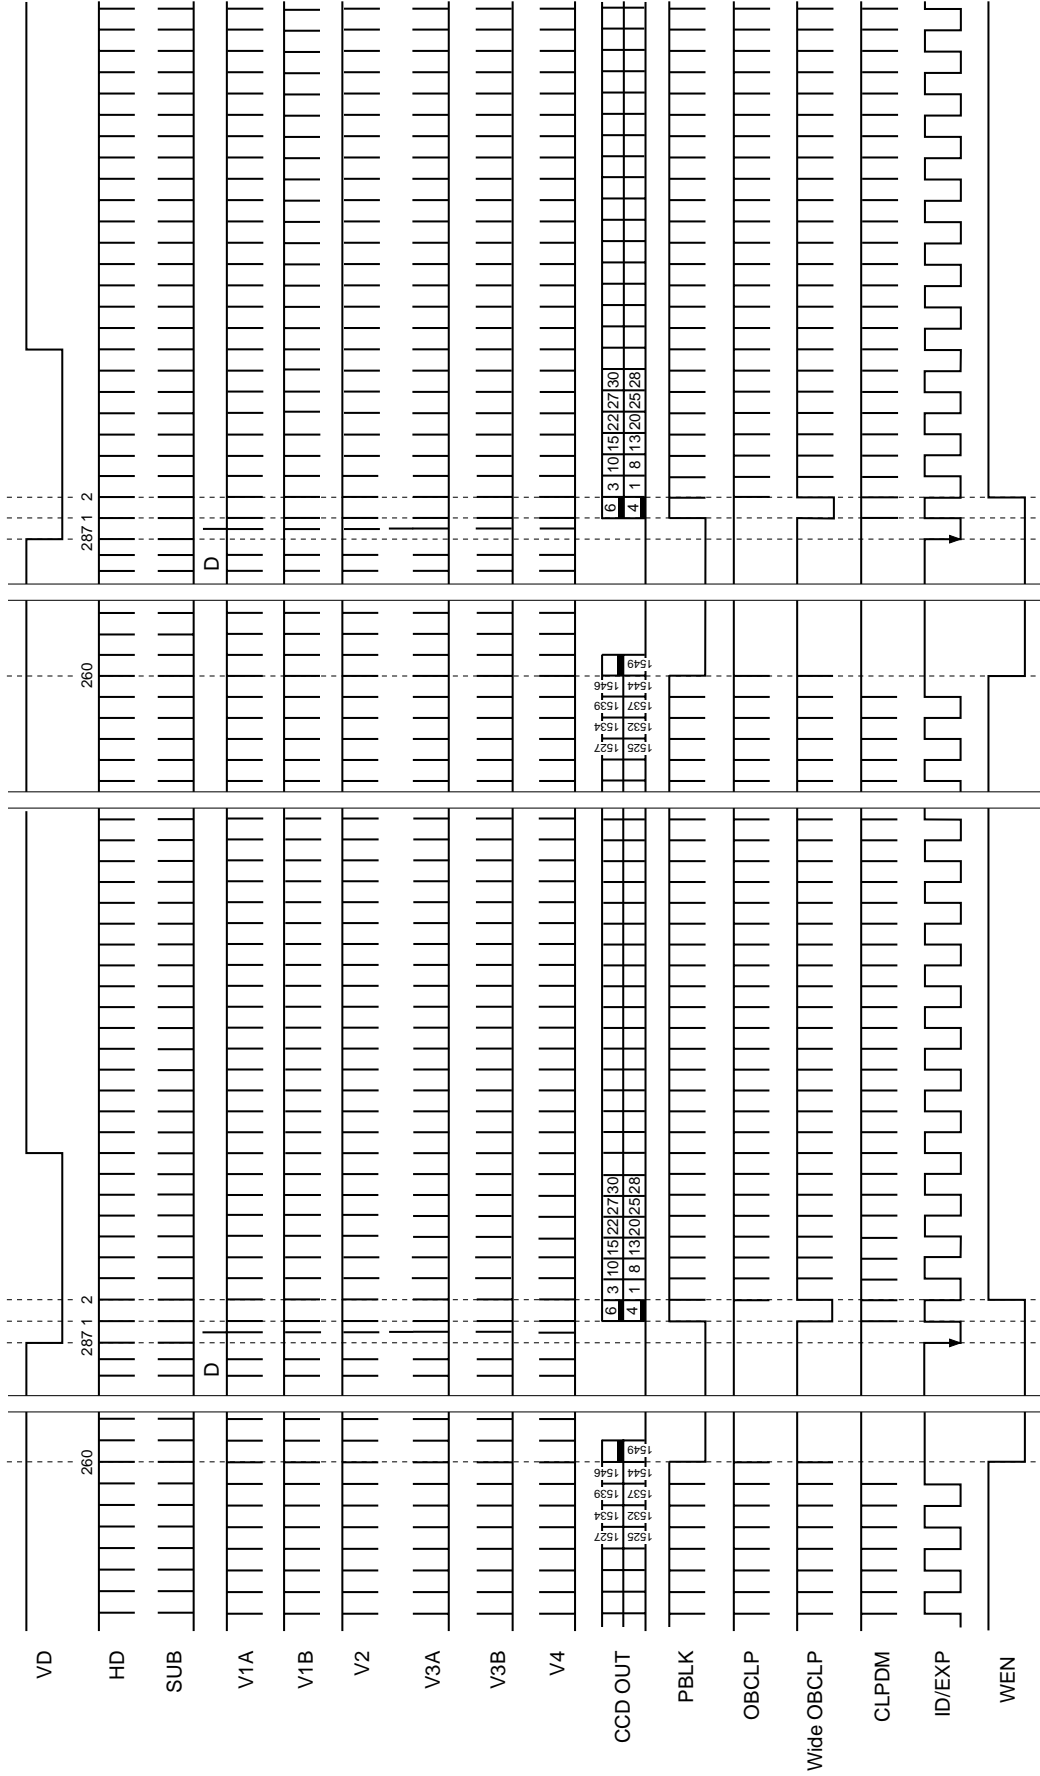 VD
260 287 1 2 260 287 1 2
HD
SUB
D D
V1A
V1B
V2
V3A
V3B
V4
CCD OUT
1527 1534 1539 1546 6 3 10 15 22 27 30 1527 1534 1539 1546 6 3 10 15 22 27 30
1525 1532 1537 1544 1549 4 1 8 13 20 25 28 1525 1532 1537 1544 1549 4 1 8 13 20 25 28
PBLK
OBCLP
Wide OBCLP
CLPDM
ID/EXP
WEN